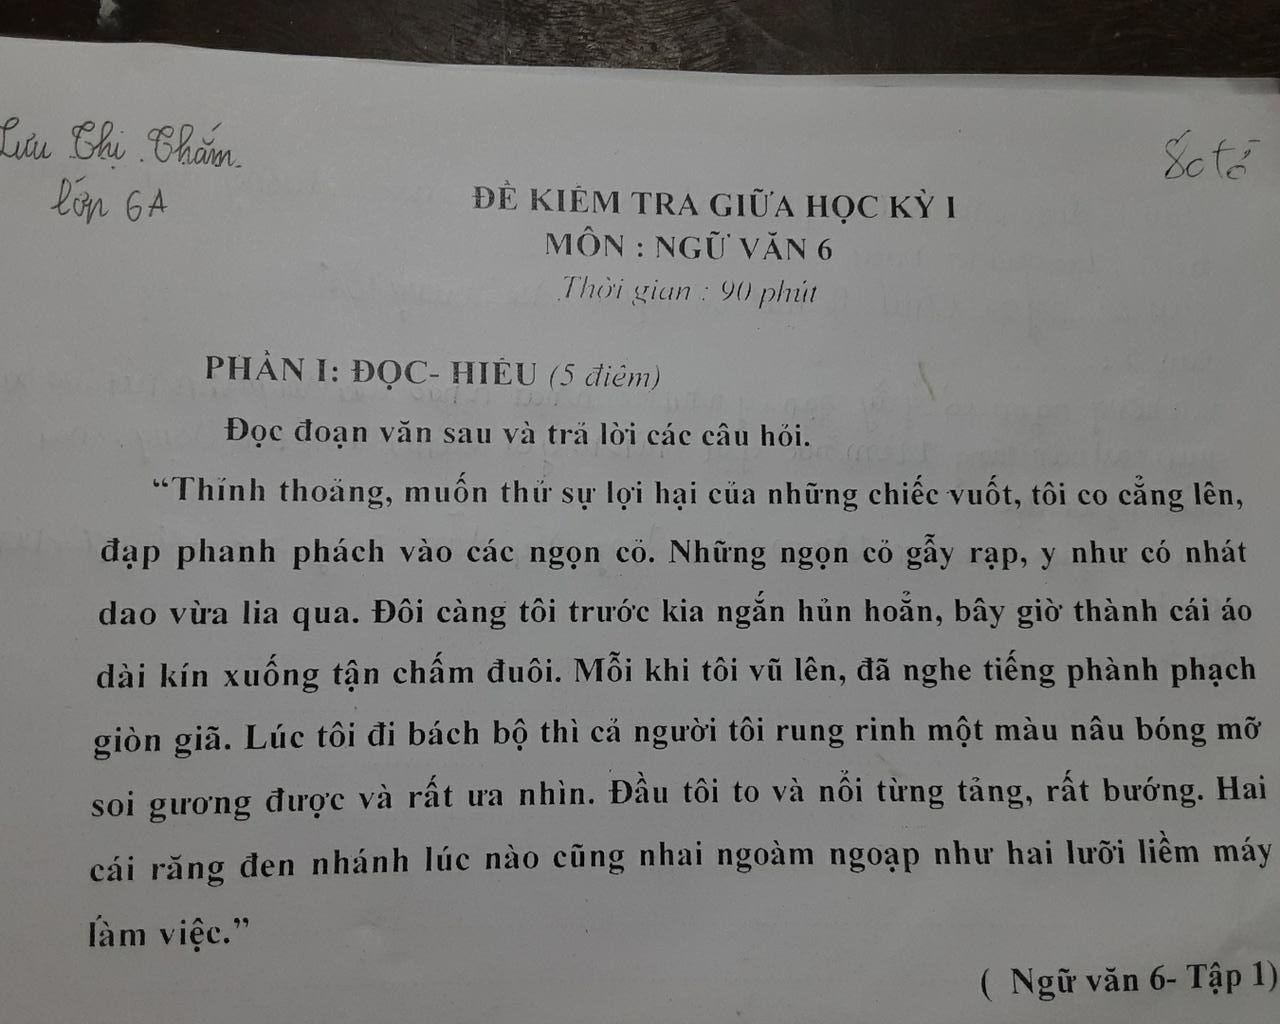 Lưu Thị Thắm.
lớp 6A
Số tờ
ĐỀ KIỂM TRA GIỮA HỌC KỲ I
MÔN : NGỮ VĂN 6
Thời gian : 90 phút
PHẦN I: ĐỌC- HIỂU (5 điểm)
Đọc đoạn văn sau và trả lời các câu hỏi.
“Thỉnh thoảng, muốn thử sự lợi hại của những chiếc vuốt, tôi co cẳng lên,
đạp phanh phách vào các ngọn cỏ. Những ngọn cỏ gẫy rạp, y như có nhát
dao vừa lia qua. Đôi càng tôi trước kia ngắn hủn hoẳn, bây giờ thành cái áo
dài kín xuống tận chấm đuôi. Mỗi khi tôi vũ lên, đã nghe tiếng phành phạch
giòn giã. Lúc tôi đi bách bộ thì cả người tôi rung rinh một màu nâu bóng mỡ
soi gương được và rất ưa nhìn. Đầu tôi to và nổi từng tảng, rất bướng. Hai
cái răng đen nhánh lúc nào cũng nhai ngoàm ngoạp như hai lưỡi liềm máy
làm việc.”
( Ngữ văn 6- Tập 1)